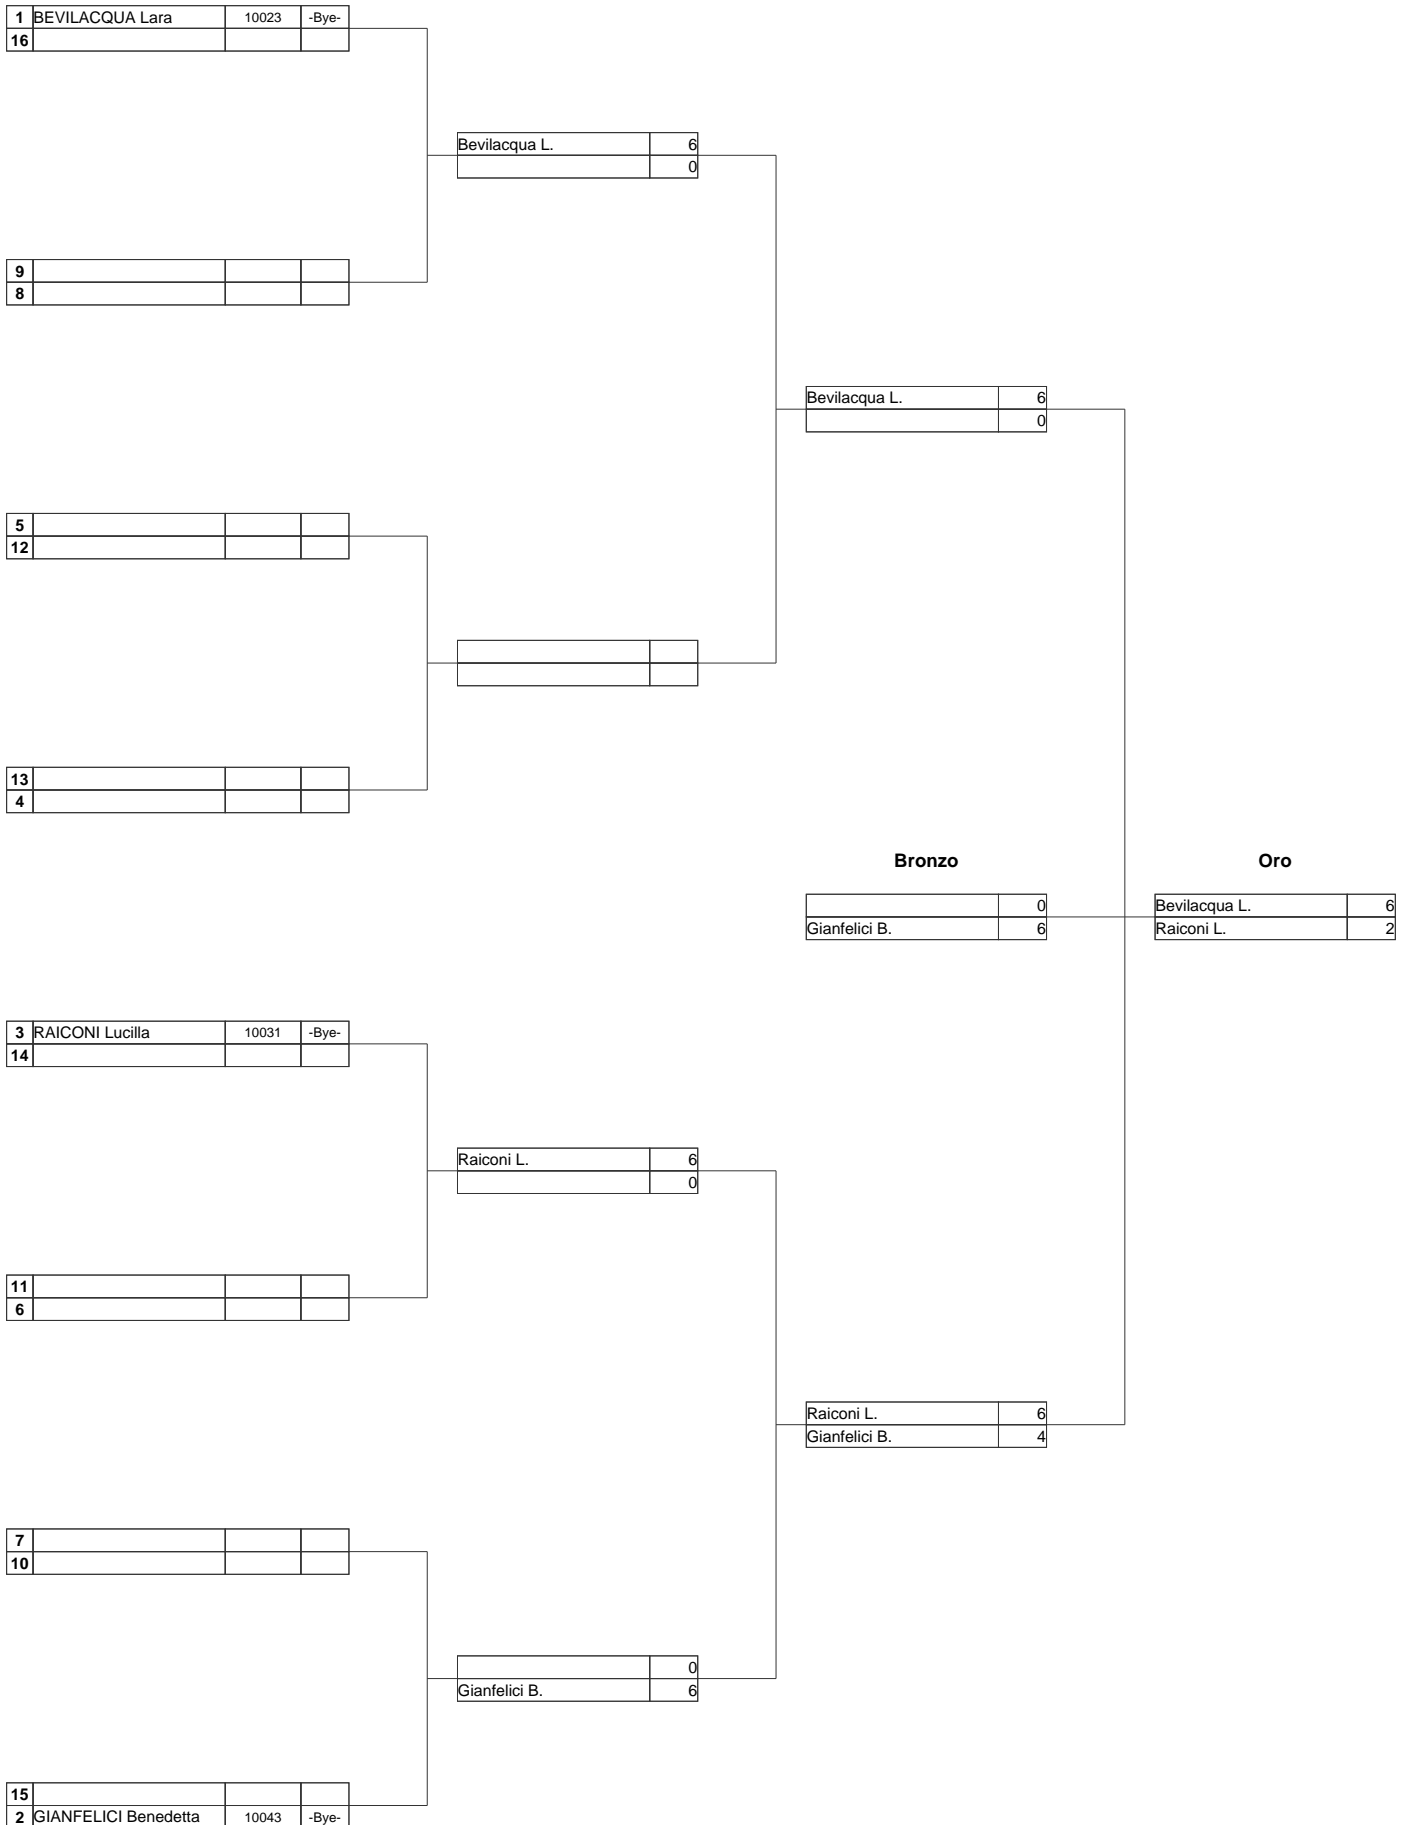 1 BEVILACQUA Lara 10023 -Bye-
16
Bevilacqua L. 6
0
9
8
Bevilacqua L. 6
0
5
12
13
4
Bronzo
Oro
0
Gianfelici B. 6
Bevilacqua L. 6
Raiconi L. 2
3 RAICONI Lucilla 10031 -Bye-
14
Raiconi L. 6
0
11
6
Raiconi L. 6
Gianfelici B. 4
7
10
0
Gianfelici B. 6
15
2 GIANFELICI Benedetta 10043 -Bye-